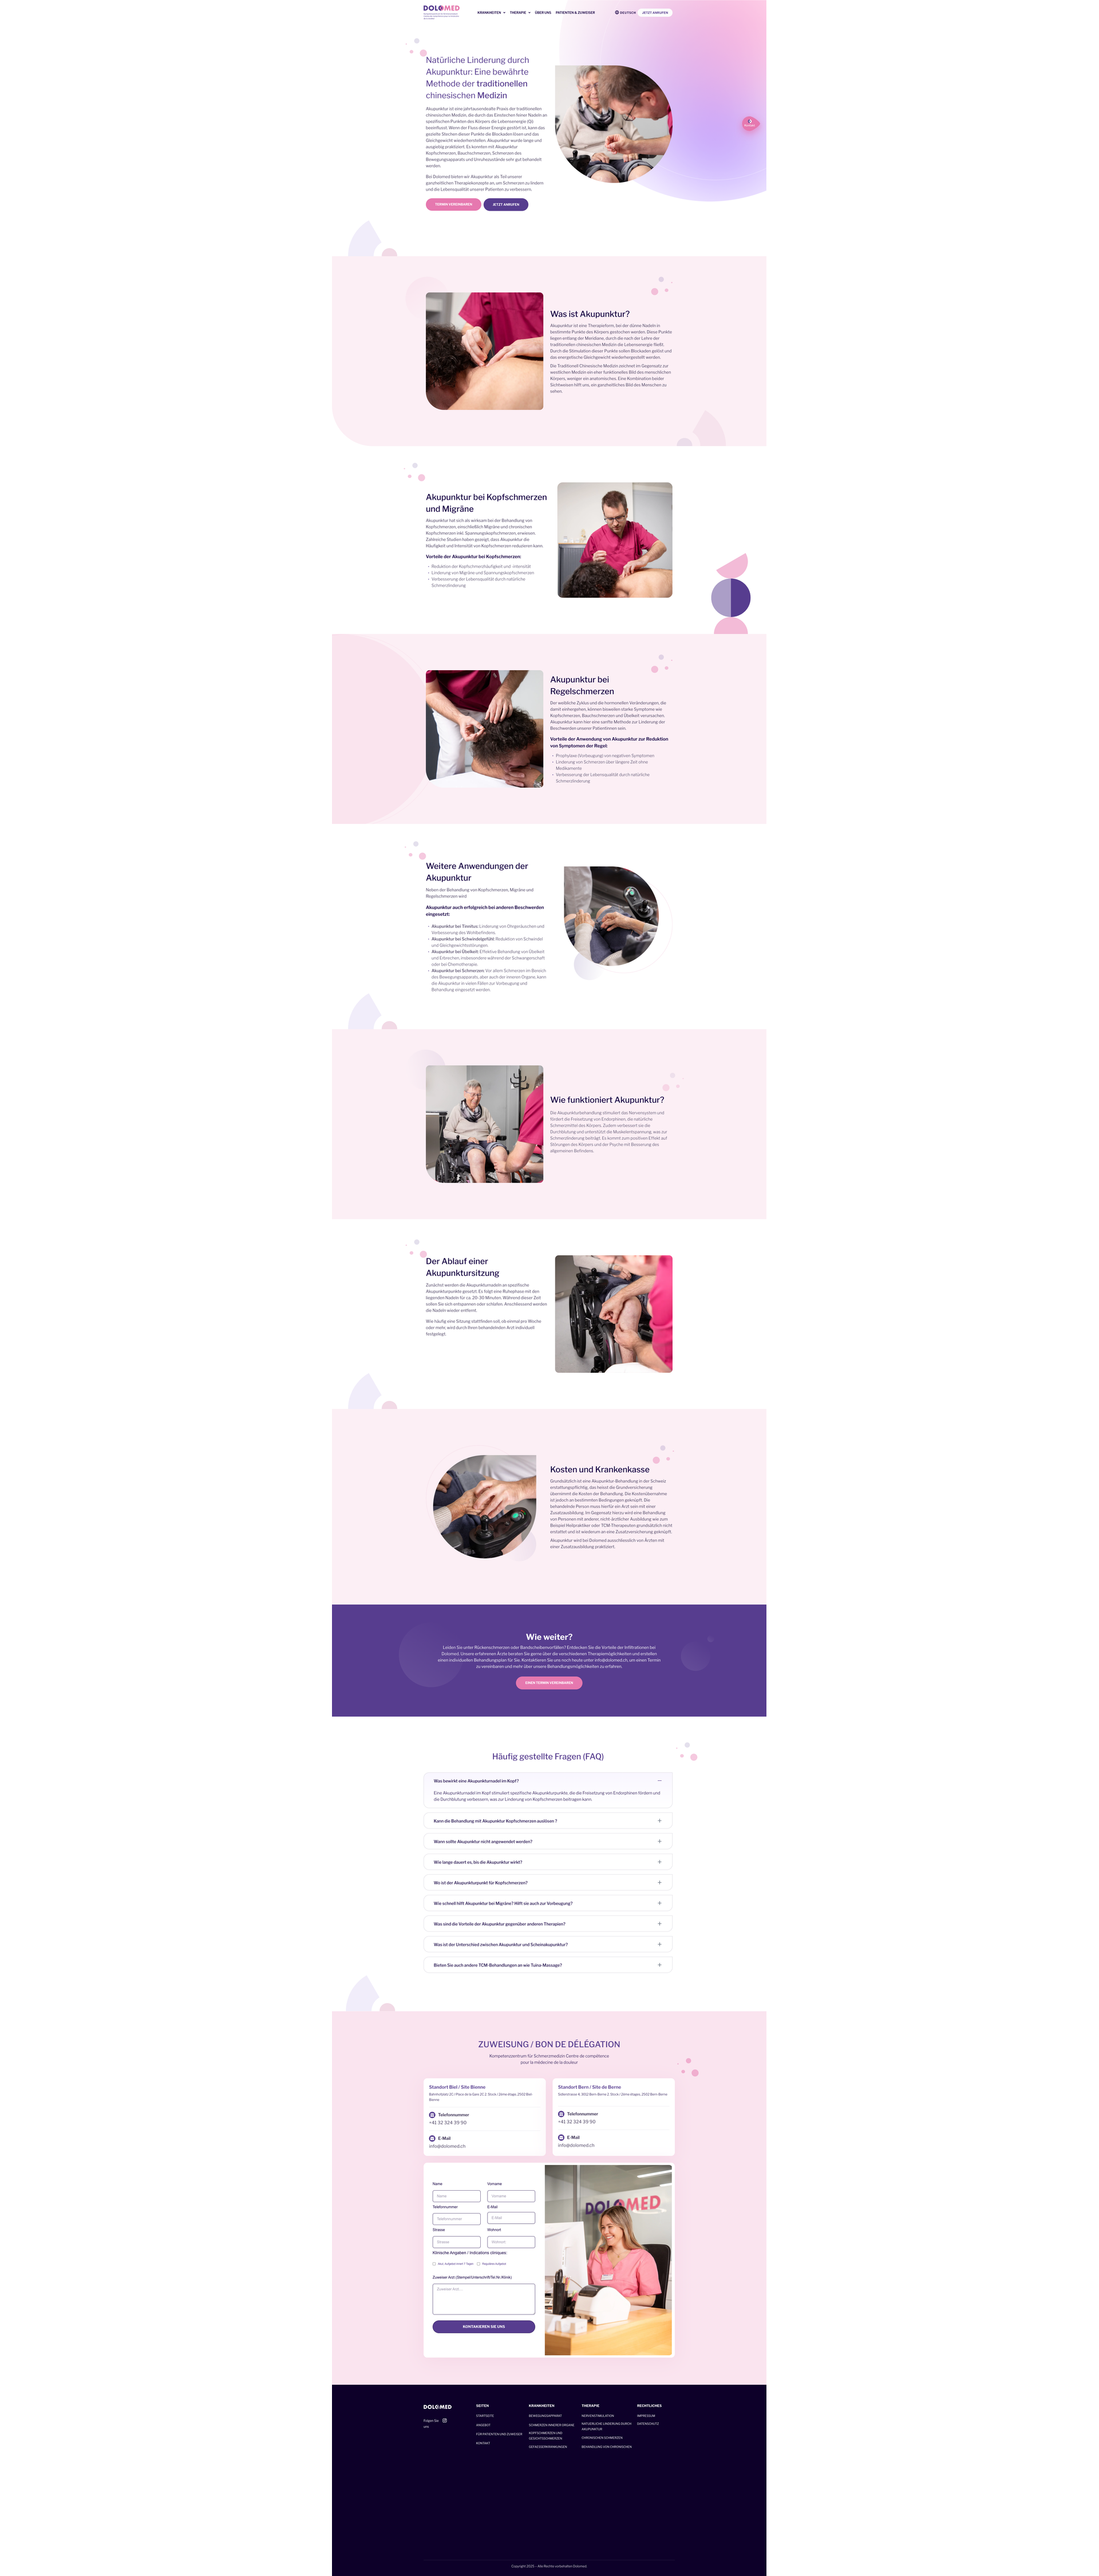 DOLOMED
KRANKHEITEN
THERAPIE
ÜBER UNS
PATIENTEN & ZUWEISER
DEUTSCH
JETZT ANRUFEN
Natürliche Linderung durch
Akupunktur: Eine bewährte
Methode der traditionellen
chinesischen Medizin
Akupunktur ist eine jahrtausendealte Praxis der traditionellen
chinesischen Medizin, die durch das Einstechen feiner Nadeln an
spezifischen Punkten des Körpers die Lebensenergie (Qi)
beeinflusst. Wenn der Fluss dieser Energie gestört ist, kann das
gezielte Stechen dieser Punkte die Blockaden lösen und das
Gleichgewicht wiederherstellen. Akupunktur wurde lange und
ausgiebig praktiziert. Es konnten mit Akupunktur
Kopfschmerzen, Bauchschmerzen, Schmerzen des
Bewegungsapparats und Unruhezustände sehr gut behandelt
werden.
Bei Dolomed bieten wir Akupunktur als Teil unserer
ganzheitlichen Therapiekonzepte an, um Schmerzen zu lindern
und die Lebensqualität unserer Patienten zu verbessern.
TERMIN VEREINBAREN
JETZT ANRUFEN
Was ist Akupunktur?
Akupunktur ist eine Therapieform, bei der dünne Nadeln in
bestimmte Punkte des Körpers gestochen werden. Diese Punkte
liegen entlang der Meridiane, durch die nach der Lehre der
traditionellen chinesischen Medizin die Lebensenergie fließt.
Durch die Stimulation dieser Punkte sollen Blockaden gelöst und
das energetische Gleichgewicht wiederhergestellt werden.
Die Traditionell Chinesische Medizin zeichnet im Gegensatz zur
westlichen Medizin ein eher funktionelles Bild des menschlichen
Körpers, weniger ein anatomisches. Eine Kombination beider
Sichtweisen hilft uns, ein ganzheitliches Bild des Menschen zu
sehen.
Akupunktur bei Kopfschmerzen
und Migräne
Akupunktur hat sich als wirksam bei der Behandlung von
Kopfschmerzen, einschließlich Migräne und chronischen
Kopfschmerzen inkl. Spannungskopfschmerzen, erwiesen.
Zahlreiche Studien haben gezeigt, dass Akupunktur die
Häufigkeit und Intensität von Kopfschmerzen reduzieren kann.
Vorteile der Akupunktur bei Kopfschmerzen:
Reduktion der Kopfschmerzhäufigkeit und -intensität
Linderung von Migräne und Spannungskopfschmerzen
Verbesserung der Lebensqualität durch natürliche
Schmerzlinderung
Akupunktur bei
Regelschmerzen
Der weibliche Zyklus und die hormonellen Veränderungen, die
damit einhergehen, können bisweilen starke Symptome wie
Kopfschmerzen, Bauchschmerzen und Übelkeit verursachen.
Akupunktur kann hier eine sanfte Methode zur Linderung der
Beschwerden unserer Patientinnen sein.
Vorteile der Anwendung von Akupunktur zur Reduktion
von Symptomen der Regel:
Prophylaxe (Vorbeugung) von negativen Symptomen
Linderung von Schmerzen über längere Zeit ohne
Medikamente
Verbesserung der Lebensqualität durch natürliche
Schmerzlinderung
Weitere Anwendungen der
Akupunktur
Neben der Behandlung von Kopfschmerzen, Migräne und
Regelschmerzen wird
Akupunktur auch erfolgreich bei anderen Beschwerden
eingesetzt:
Akupunktur bei Tinnitus: Linderung von Ohrgeräuschen und
Verbesserung des Wohlbefindens.
Akupunktur bei Schwindelgefühl: Reduktion von Schwindel
und Gleichgewichtsstörungen.
Akupunktur bei Übelkeit: Effektive Behandlung von Übelkeit
und Erbrechen, insbesondere während der Schwangerschaft
oder bei Chemotherapie.
Akupunktur bei Schmerzen: Vor allem Schmerzen im Bereich
des Bewegungsapparats, aber auch der inneren Organe, kann
die Akupunktur in vielen Fällen zur Vorbeugung und
Behandlung eingesetzt werden.
Wie funktioniert Akupunktur?
Die Akupunkturbehandlung stimuliert das Nervensystem und
fördert die Freisetzung von Endorphinen, die natürliche
Schmerzmittel des Körpers. Zudem verbessert sie die
Durchblutung und unterstützt die Muskelentspannung, was zur
Schmerzlinderung beiträgt. Es kommt zum positiven Effekt auf
Störungen des Körpers und der Psyche mit Besserung des
allgemeinen Befindens.
Der Ablauf einer
Akupunktursitzung
Zunächst werden die Akupunkturnadeln an spezifische
Akupunkturpunkte gesetzt. Es folgt eine Ruhephase mit den
liegenden Nadeln für ca. 20-30 Minuten. Während dieser Zeit
sollen Sie sich entspannen oder schlafen. Anschliessend werden
die Nadeln wieder entfernt.
Wie häufig eine Sitzung stattfinden soll, ob einmal pro Woche
oder mehr, wird durch Ihren behandelnden Arzt individuell
festgelegt.
Kosten und Krankenkasse
Grundsätzlich ist eine Akupunktur-Behandlung in der Schweiz
erstattungspflichtig, das heisst die Grundversicherung
übernimmt die Kosten der Behandlung. Die Kostenübernahme
ist jedoch an bestimmten Bedingungen geknüpft. Die
behandelnde Person muss hierfür ein Arzt sein mit einer
Zusatzausbildung. Im Gegensatz hierzu wird eine Behandlung
von Personen mit anderer, nicht-ärztlicher Ausbildung wie zum
Beispiel Heilpraktiker oder TCM-Therapeuten grundsätzlich nicht
erstattet und ist wiederum an eine Zusatzversicherung geknüpft.
Akupunktur wird bei Dolomed ausschliesslich von Ärzten mit
einer Zusatzausbildung praktiziert.
Wie weiter?
Leiden Sie unter Rückenschmerzen oder Bandscheibenvorfällen? Entdecken Sie die Vorteile der Infiltrationen bei
Dolomed. Unsere erfahrenen Ärzte beraten Sie gerne über die verschiedenen Therapiemöglichkeiten und erstellen
einen individuellen Behandlungsplan für Sie. Kontaktieren Sie uns noch heute unter info@dolomed.ch, um einen Termin
zu vereinbaren und mehr über unsere Behandlungsmöglichkeiten zu erfahren.
EINEN TERMIN VEREINBAREN
Häufig gestellte Fragen (FAQ)
Was bewirkt eine Akupunkturnadel im Kopf?
Eine Akupunkturnadel im Kopf stimuliert spezifische Akupunkturpunkte, die die Freisetzung von Endorphinen fördern und
die Durchblutung verbessern, was zur Linderung von Kopfschmerzen beitragen kann.
Kann die Behandlung mit Akupunktur Kopfschmerzen auslösen ?
Wann sollte Akupunktur nicht angewendet werden?
Wie lange dauert es, bis die Akupunktur wirkt?
Wo ist der Akupunkturpunkt für Kopfschmerzen?
Wie schnell hilft Akupunktur bei Migräne? Hilft sie auch zur Vorbeugung?
Was sind die Vorteile der Akupunktur gegenüber anderen Therapien?
Was ist der Unterschied zwischen Akupunktur und Scheinakupunktur?
Bieten Sie auch andere TCM-Behandlungen an wie Tuina-Massage?
ZUWEISUNG / BON DE DÉLÉGATION
Kompetenzzentrum für Schmerzmedizin Centre de compétence
pour la médecine de la douleur
Standort Biel / Site Bienne
Standort Bern / Site de Berne
Telefonnummer
+41 32 324 39 90
E-Mail
info@dolomed.ch
Telefonnummer
+41 32 324 39 90
E-Mail
info@dolomed.ch
Name
Vorname
Name
Vorname
Telefonnummer
E-Mail
Telefonnummer
E-Mail
Strasse
Wohnort
Strasse
Wohnort
Klinische Angaben / Indications cliniques:
Zuweiser Arzt (Stempel/Unterschrift/Tel Nr./Klinik)
Zuweiser Arzt ...
KONTAKIEREN SIE UNS
DOLOMED
DOLOMED
Folgen Sie
uns
SEITEN
STARTSEITE
ANGEBOT
FÜR PATIENTEN UND ZUWEISER
KONTAKT
KRANKHEITEN
BEWEGUNGSAPPARAT
SCHMERZEN INNERER ORGANE
KOPFSCHMERZEN UND
GESICHTSSCHMERZEN
GEFÄSSERKRANKUNGEN
THERAPIE
NERVENSTIMULATION
NATUERLICHE LINDERUNG DURCH
AKUPUNKTUR
CHRONISCHEN SCHMERZEN
BEHANDLUNG VON CHRONISCHEN
RECHTLICHES
IMPRESSUM
DATENSCHUTZ